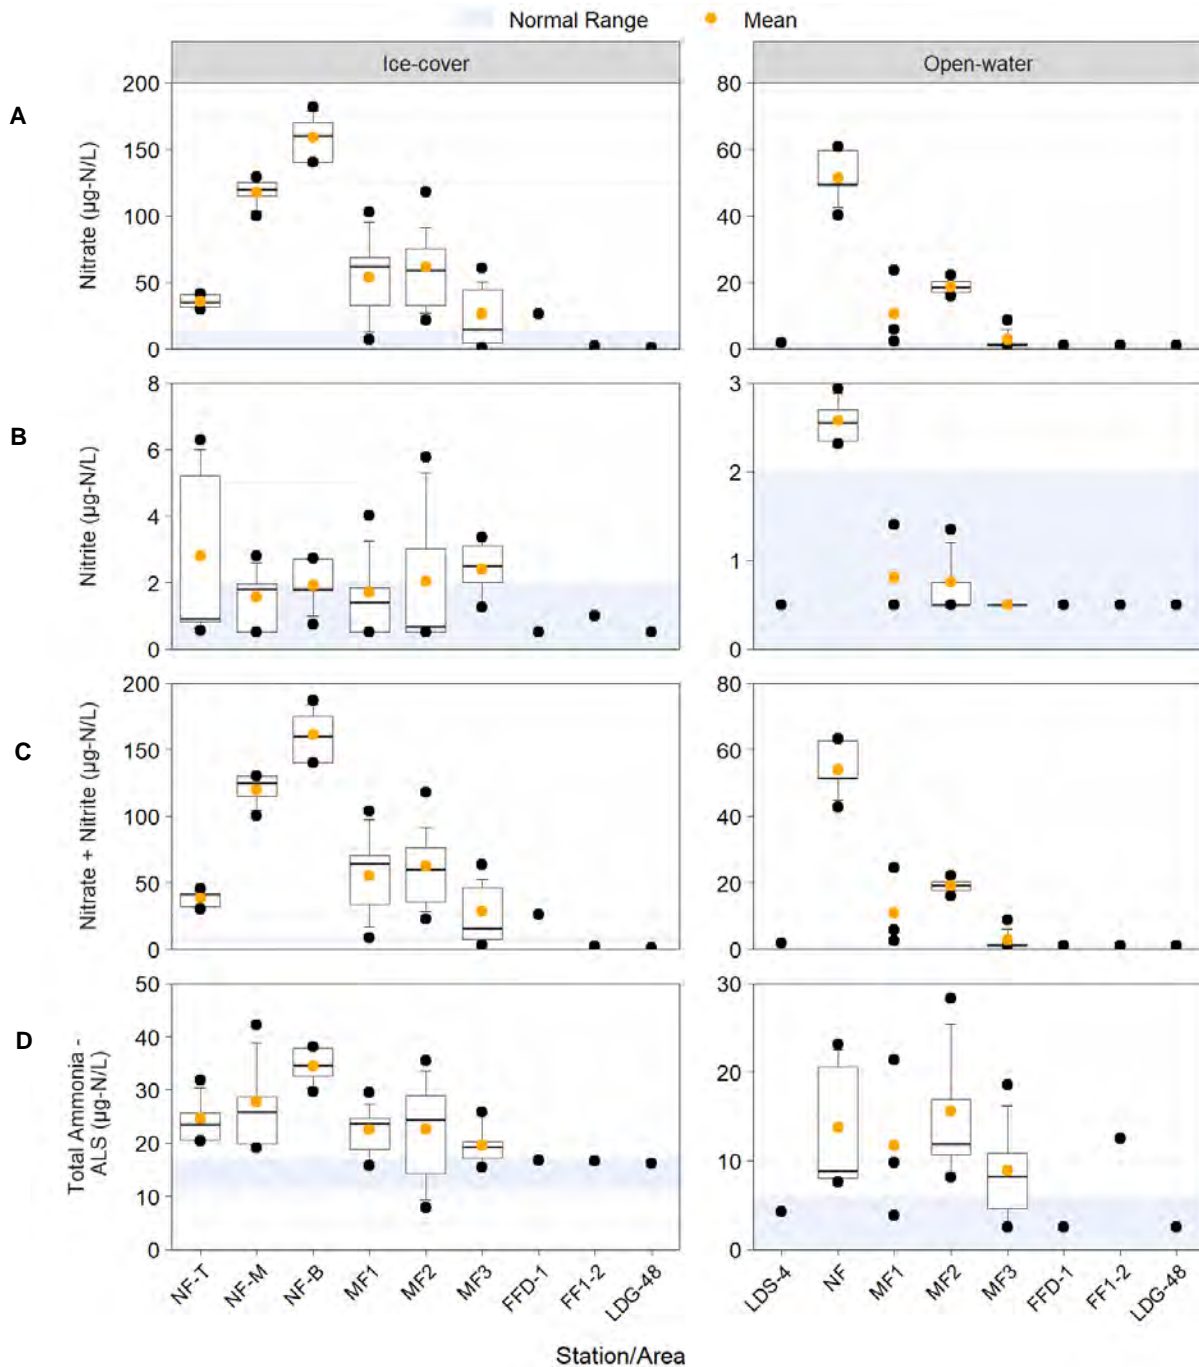 Normal Range Mean
Ice-cover Open-water
A
Nitrate (µg-N/L)
200
150
100
50
0
80
60
40
20
0
B
Nitrite (µg-N/L)
8
6
4
2
0
3
2
1
0
C
Nitrate + Nitrite (µg-N/L)
200
150
100
50
0
80
60
40
20
0
D
Total Ammonia -
ALS (µg-N/L)
50
40
30
20
10
0
30
20
10
0
NF-T NF-M NF-B MF1 MF2 MF3 FFD-1 FF1-2 LDG-48
LDS-4 NF MF1 MF2 MF3 FFD-1 FF1-2 LDG-48
Station/Area